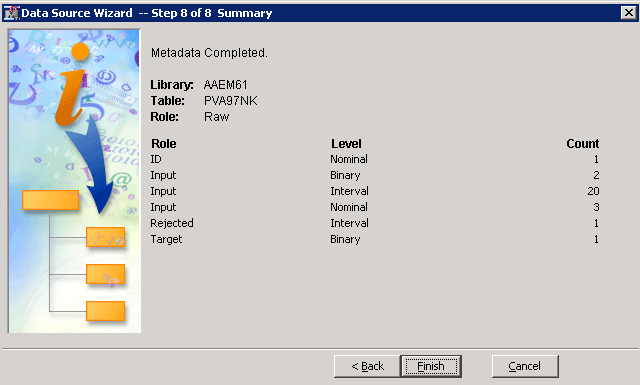 Data Source Wizard -- Step 8 of 8 Summary
Metadata Completed.
Library: AAEM61
Table: PVA97NK
Role: Raw
Role Level Count
ID Nominal 1
Input Binary 2
Input Interval 20
Input Nominal 3
Rejected Interval 1
Target Binary 1
< Back Finish Cancel